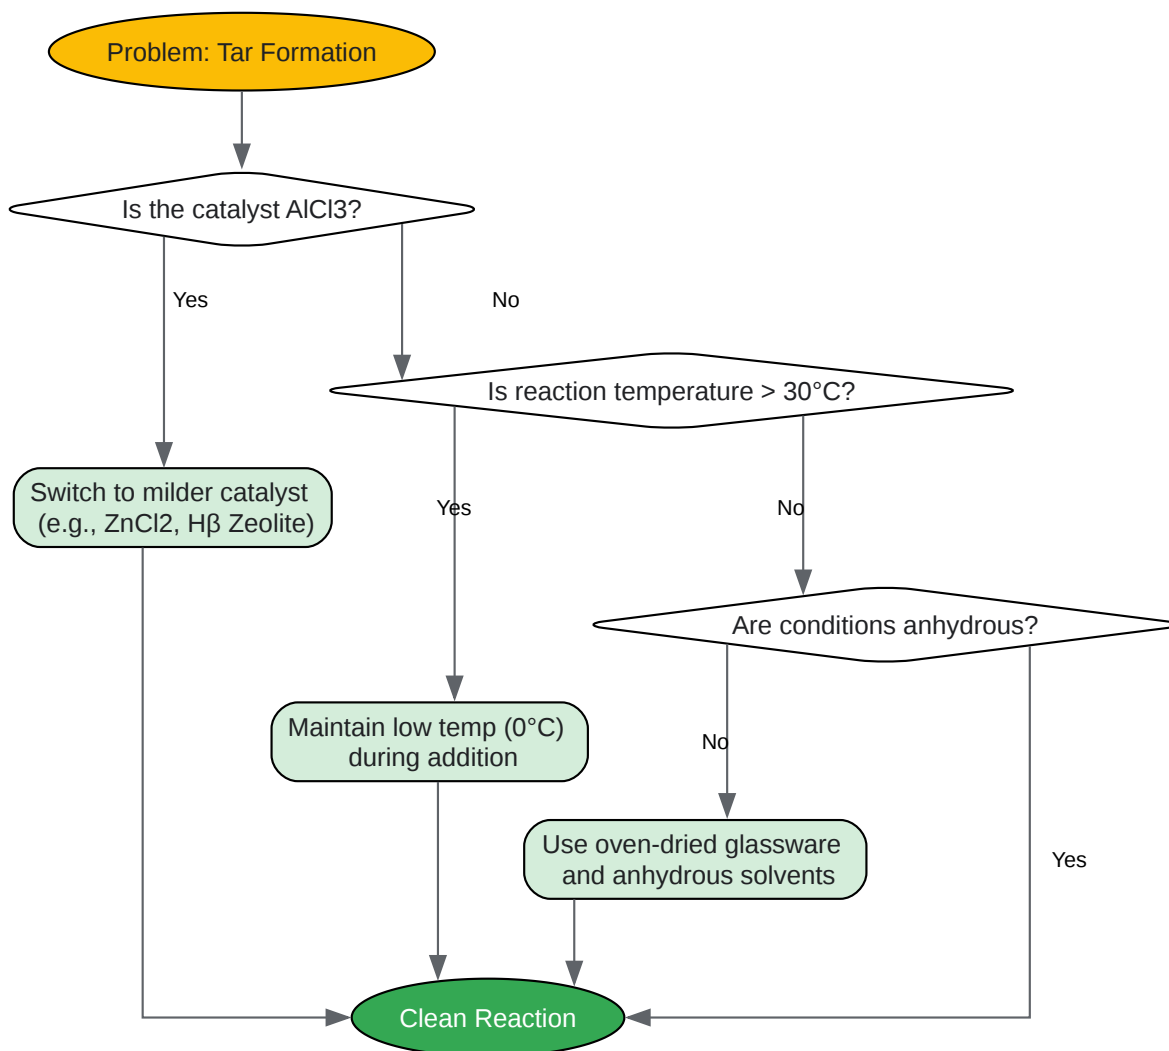 Problem: Tar Formation
Is the catalyst AlCl3?
Yes
No
Is reaction temperature > 30°C?
Switch to milder catalyst
(e.g., ZnCl2, Hβ Zeolite)
Yes
No
Are conditions anhydrous?
Maintain low temp (0°C)
during addition
No
Use oven-dried glassware
and anhydrous solvents
Yes
Clean Reaction